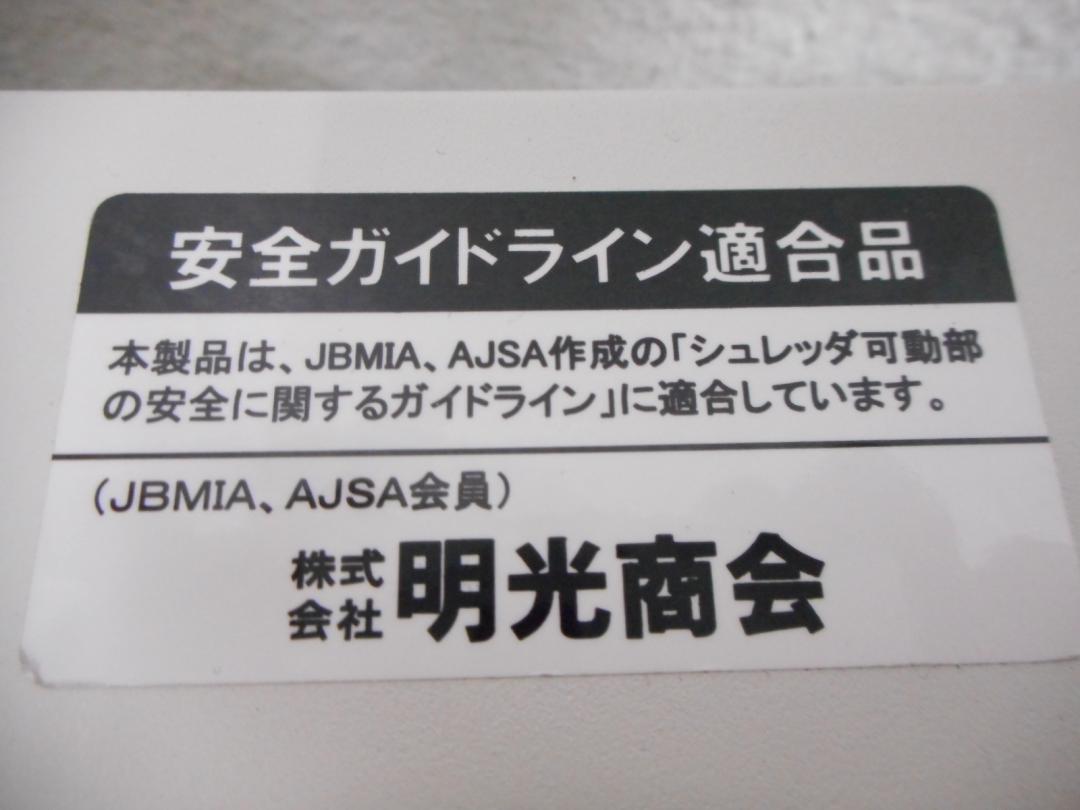 安全ガイドライン適合品
本製品は、JBMIA、AJSA作成の「シュレッダ可動部
の安全に関するガイドライン」に適合しています。
(JBMIA、AJSA会員)
株式
会社 明光商会